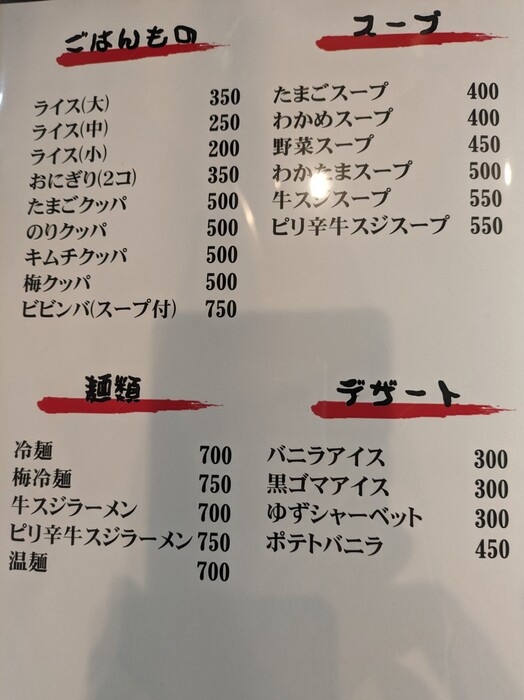 ごはんもの
ライス(大) 350
ライス(中) 250
ライス(小) 200
おにぎり(2コ) 350
たまごクッパ 500
のりクッパ 500
キムチクッパ 500
梅クッパ 500
ビビンバ(スープ付) 750
スープ
たまごスープ 400
わかめスープ 400
野菜スープ 450
わかたまスープ 500
牛スジスープ 550
ピリ辛牛スジスープ 550
麺類
冷麺 700
梅冷麺 750
牛スジラーメン 700
ピリ辛牛スジラーメン 750
温麺 700
デザート
バニラアイス 300
黒ゴマアイス 300
ゆずシャーベット 300
ポテトバニラ 450